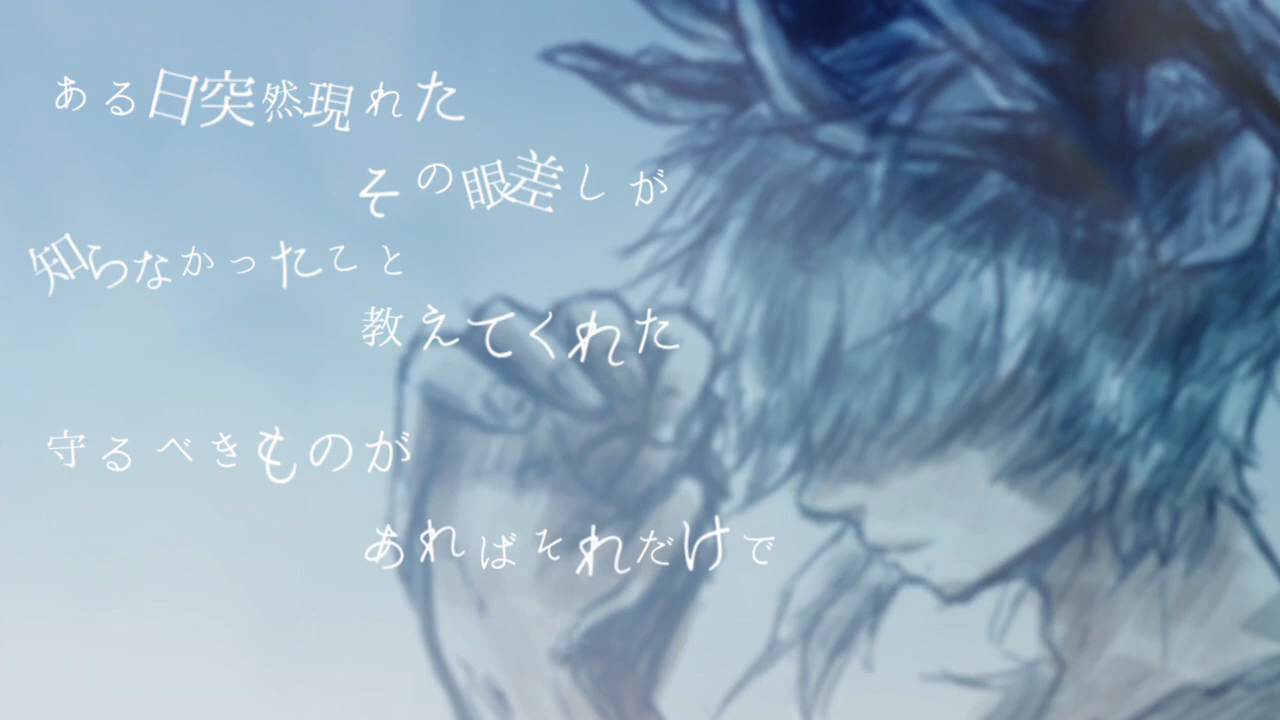 ある日突然現れた
その眼差しが
知らなかったこと
教えてくれた
守るべきものが
あればそれだけで